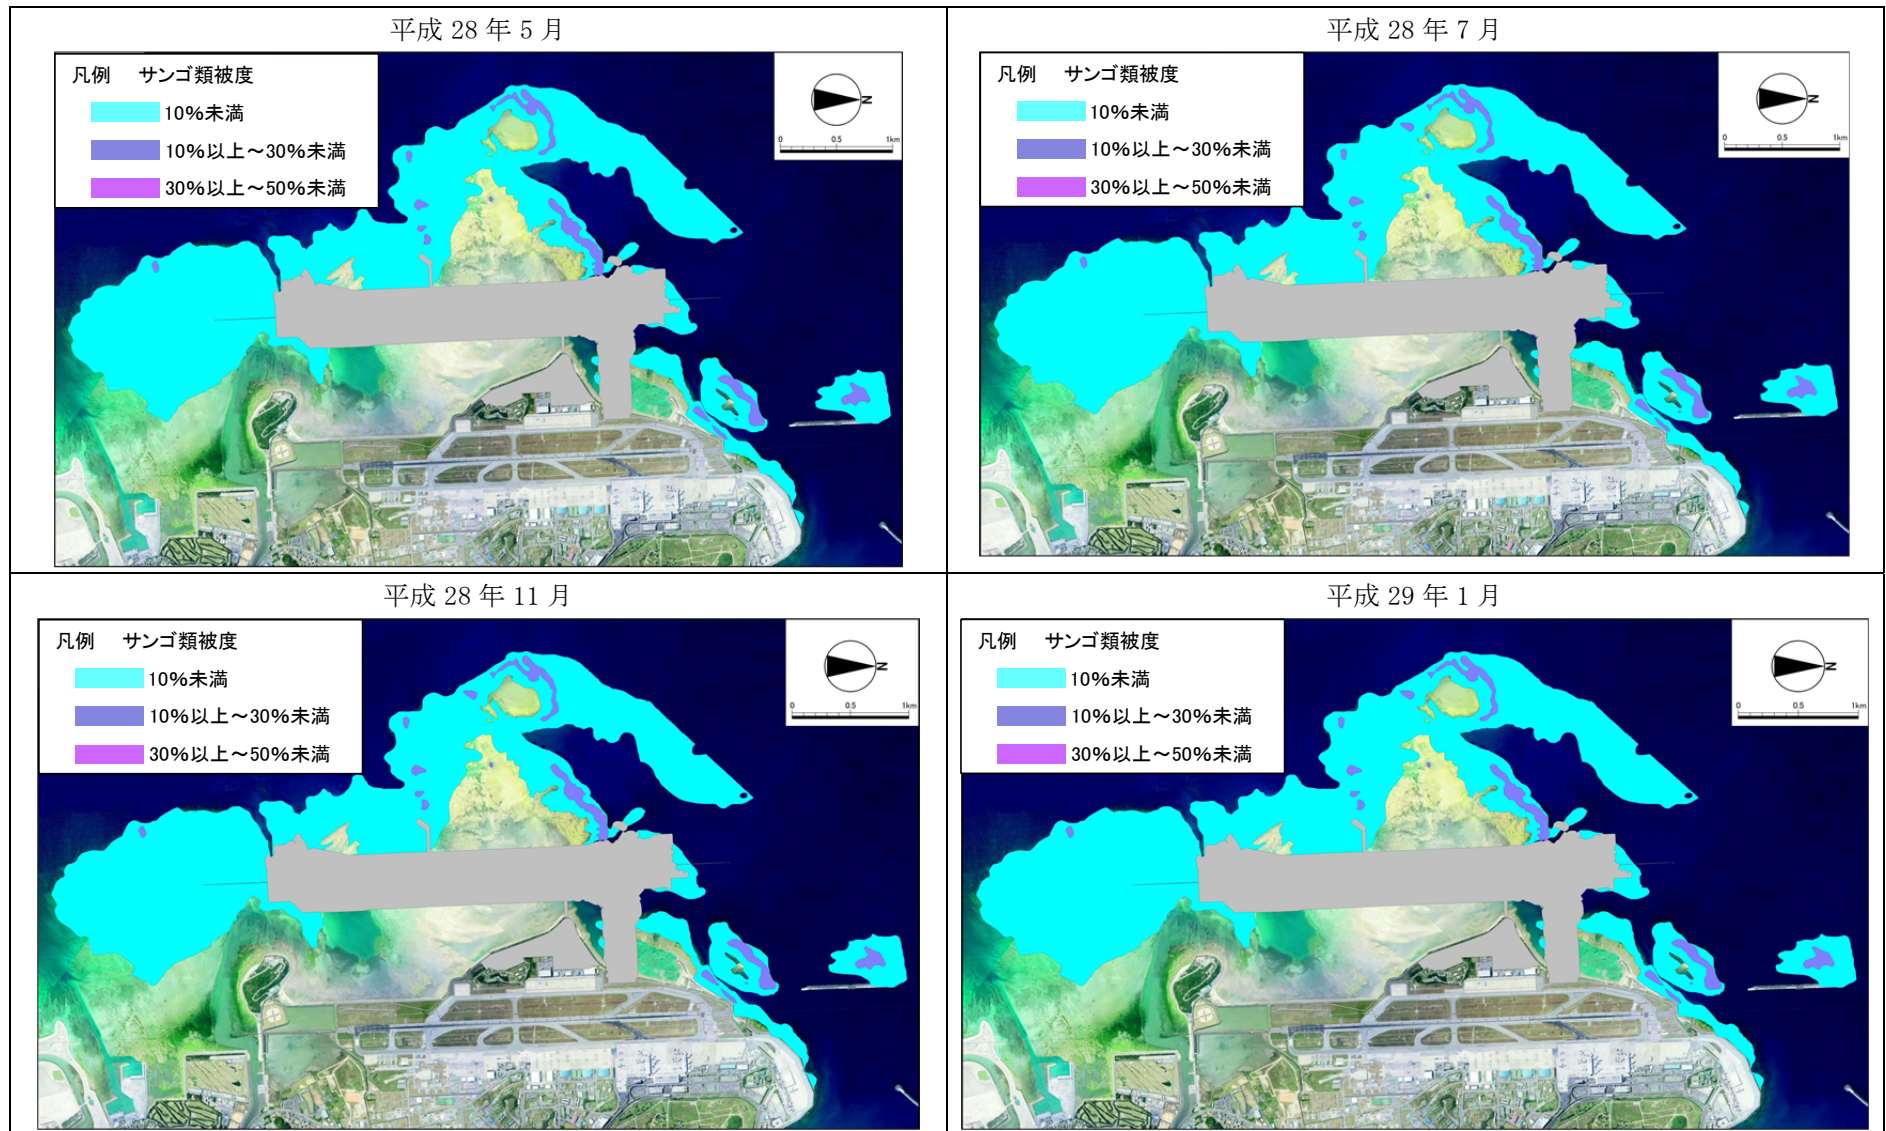 平成 28 年 5 月
凡例 サンゴ類被度
10%未満
10%以上～30%未満
30%以上～50%未満
N
0 0.5 1km
平成 28 年 7 月
凡例 サンゴ類被度
10%未満
10%以上～30%未満
30%以上～50%未満
N
0 0.5 1km
平成 28 年 11 月
凡例 サンゴ類被度
10%未満
10%以上～30%未満
30%以上～50%未満
N
0 0.5 1km
平成 29 年 1 月
凡例 サンゴ類被度
10%未満
10%以上～30%未満
30%以上～50%未満
N
0 0.5 1km